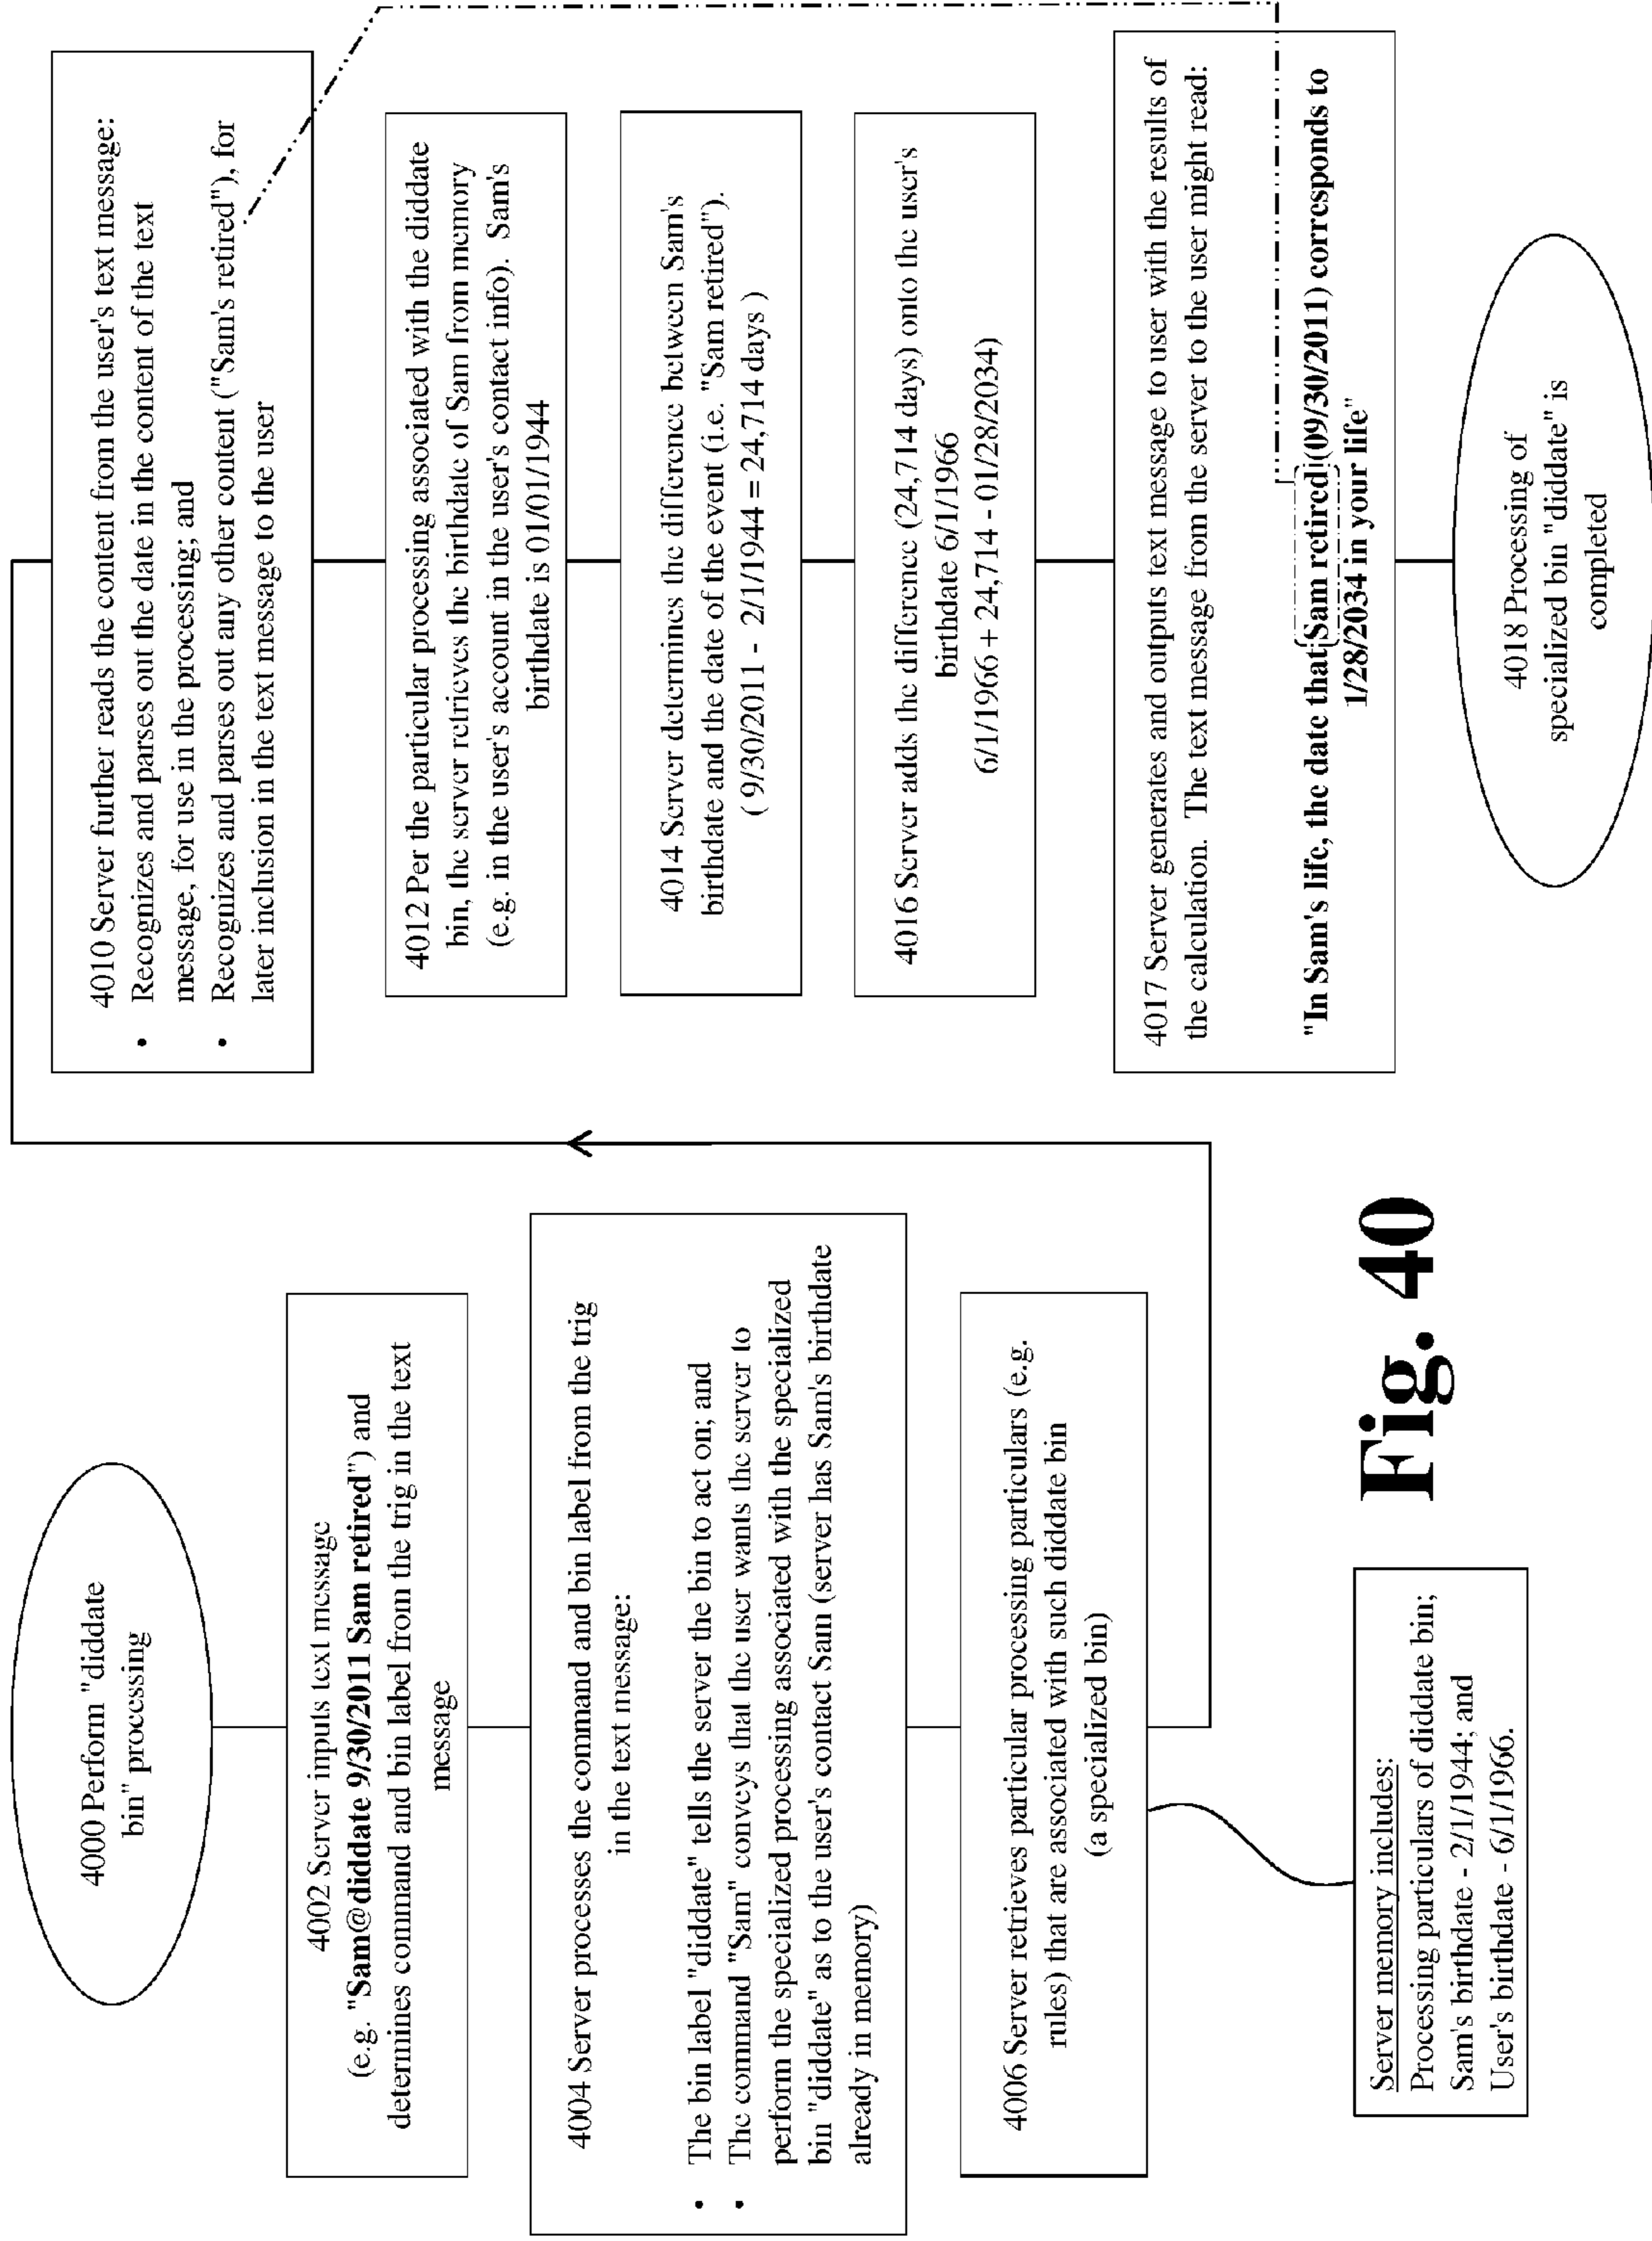 4000 Perform "diddate
bin" processing
4002 Server inputs text message
(e.g. "Sam@diddate 9/30/2011 Sam retired") and
determines command and bin label from the trig in the text
message
4004 Server processes the command and bin label from the trig
in the text message:
• The bin label "diddate" tells the server the bin to act on; and
• The command "Sam" conveys that the user wants the server to
perform the specialized processing associated with the specialized
bin "diddate" as to the user's contact Sam (server has Sam's birthdate
already in memory)
4006 Server retrieves particular processing particulars (e.g.
rules) that are associated with such diddate bin
(a specialized bin)
Server memory includes:
Processing particulars of didate bin;
Sam's birthdate - 2/1/1944; and
User's birthdate - 6/1/1966.
4010 Server further reads the content from the user's text message:
• Recognizes and parses out the date in the content of the text
message, for use in the processing; and
• Recognizes and parses out any other content ("Sam's retired"), for
later inclusion in the text message to the user
4012 Per the particular processing associated with the diddate
bin, the server retrieves the birthdate of Sam from memory
(e.g. in the user's account in the user's contact info). Sam's
birthdate is 01/01/1944
4014 Server determines the difference between Sam's
birthdate and the date of the event (i.e. "Sam retired").
( 9/30/2011 - 2/1/1944 = 24,714 days )
4016 Server adds the difference (24,714 days) onto the user's
birthdate 6/1/1966
6/1/1966 + 24,714 - 01/28/2034)
4017 Server generates and outputs text message to user with the results of
the calculation. The text message from the server to the user might read:
"In Sam's life, the date that Sam retired (09/30/2011) corresponds to
1/28/2034 in your life"
4018 Processing of
specialized bin "diddate" is
completed
Fig. 40